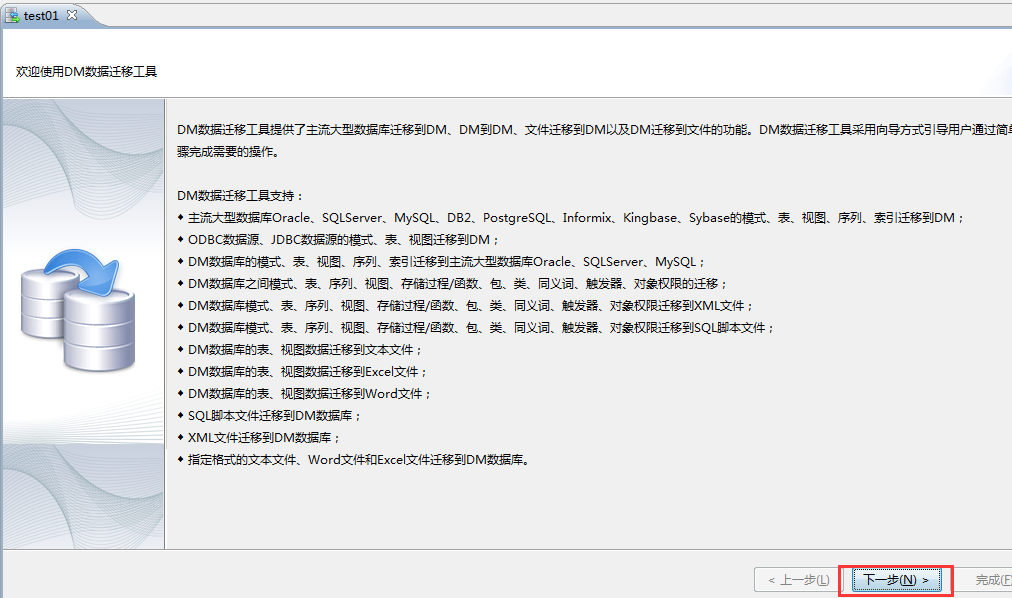 test01
欢迎使用DM数据迁移工具
DM数据迁移工具提供了主流大型数据库迁移到DM、DM到DM、文件迁移到DM以及DM迁移到文件的功能。DM数据迁移工具采用向导方式引导用户通过简单
骤完成需要的操作。
DM数据迁移工具支持：
♦ 主流大型数据库Oracle、SQLServer、MySQL、DB2、PostgreSQL、Informix、Kingbase、Sybase的模式、表、视图、序列、索引迁移到DM；
♦ ODBC数据源、JDBC数据源的模式、表、视图迁移到DM；
♦ DM数据库的模式、表、视图、序列、索引迁移到主流大型数据库Oracle、SQLServer、MySQL；
♦ DM数据库之间模式、表、序列、视图、存储过程/函数、包、类、同义词、触发器、对象权限的迁移；
♦ DM数据库模式、表、序列、视图、存储过程/函数、包、类、同义词、触发器、对象权限迁移到XML文件；
♦ DM数据库模式、表、序列、视图、存储过程/函数、包、类、同义词、触发器、对象权限迁移到SQL脚本文件；
♦ DM数据库的表、视图数据迁移到文本文件；
♦ DM数据库的表、视图数据迁移到Excel文件；
♦ DM数据库的表、视图数据迁移到Word文件；
♦ SQL脚本文件迁移到DM数据库；
♦ XML文件迁移到DM数据库；
♦ 指定格式的文本文件、Word文件和Excel文件迁移到DM数据库。
< 上一步(L) 下一步(N) > 完成(F)